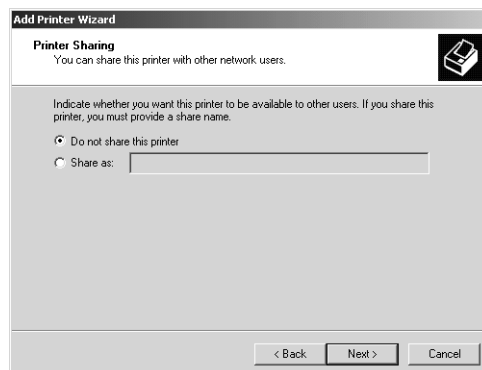 Add Printer Wizard
Printer Sharing
You can share this printer with other network users.
Indicate whether you want this printer to be available to other users. If you share this
printer, you must provide a share name.
Do not share this printer
Share as:
< Back Next > Cancel